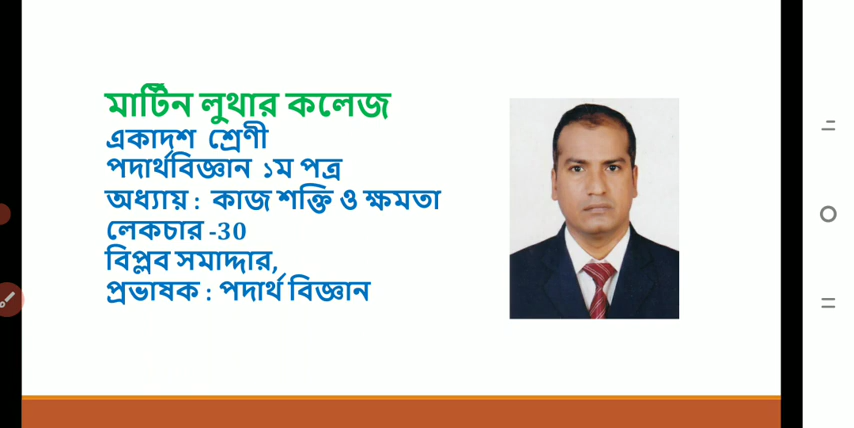 মার্টিন লুথার কলেজ
একাদশ শ্রেণী
পদার্থবিজ্ঞান ১ম পত্র
অধ্যায় : কাজ শক্তি ও ক্ষমতা
লেকচার -30
বিপ্লব সমাদ্দার,
প্রভাষক : পদার্থ বিজ্ঞান